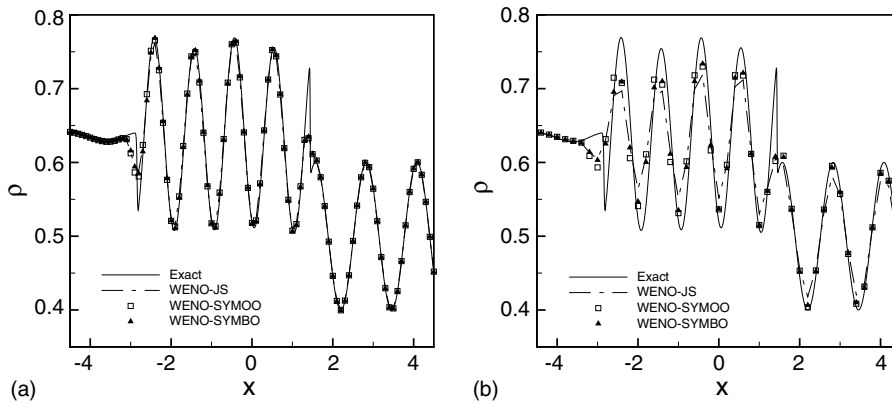 0.8
0.7
0.6
0.5
0.4
ρ
Exact
WENO-JS
WENO-SYMOO
WENO-SYMBO
-4 -2 0 2 4
x
(a)
0.8
0.7
0.6
0.5
0.4
ρ
Exact
WENO-JS
WENO-SYMOO
WENO-SYMBO
-4 -2 0 2 4
x
(b)